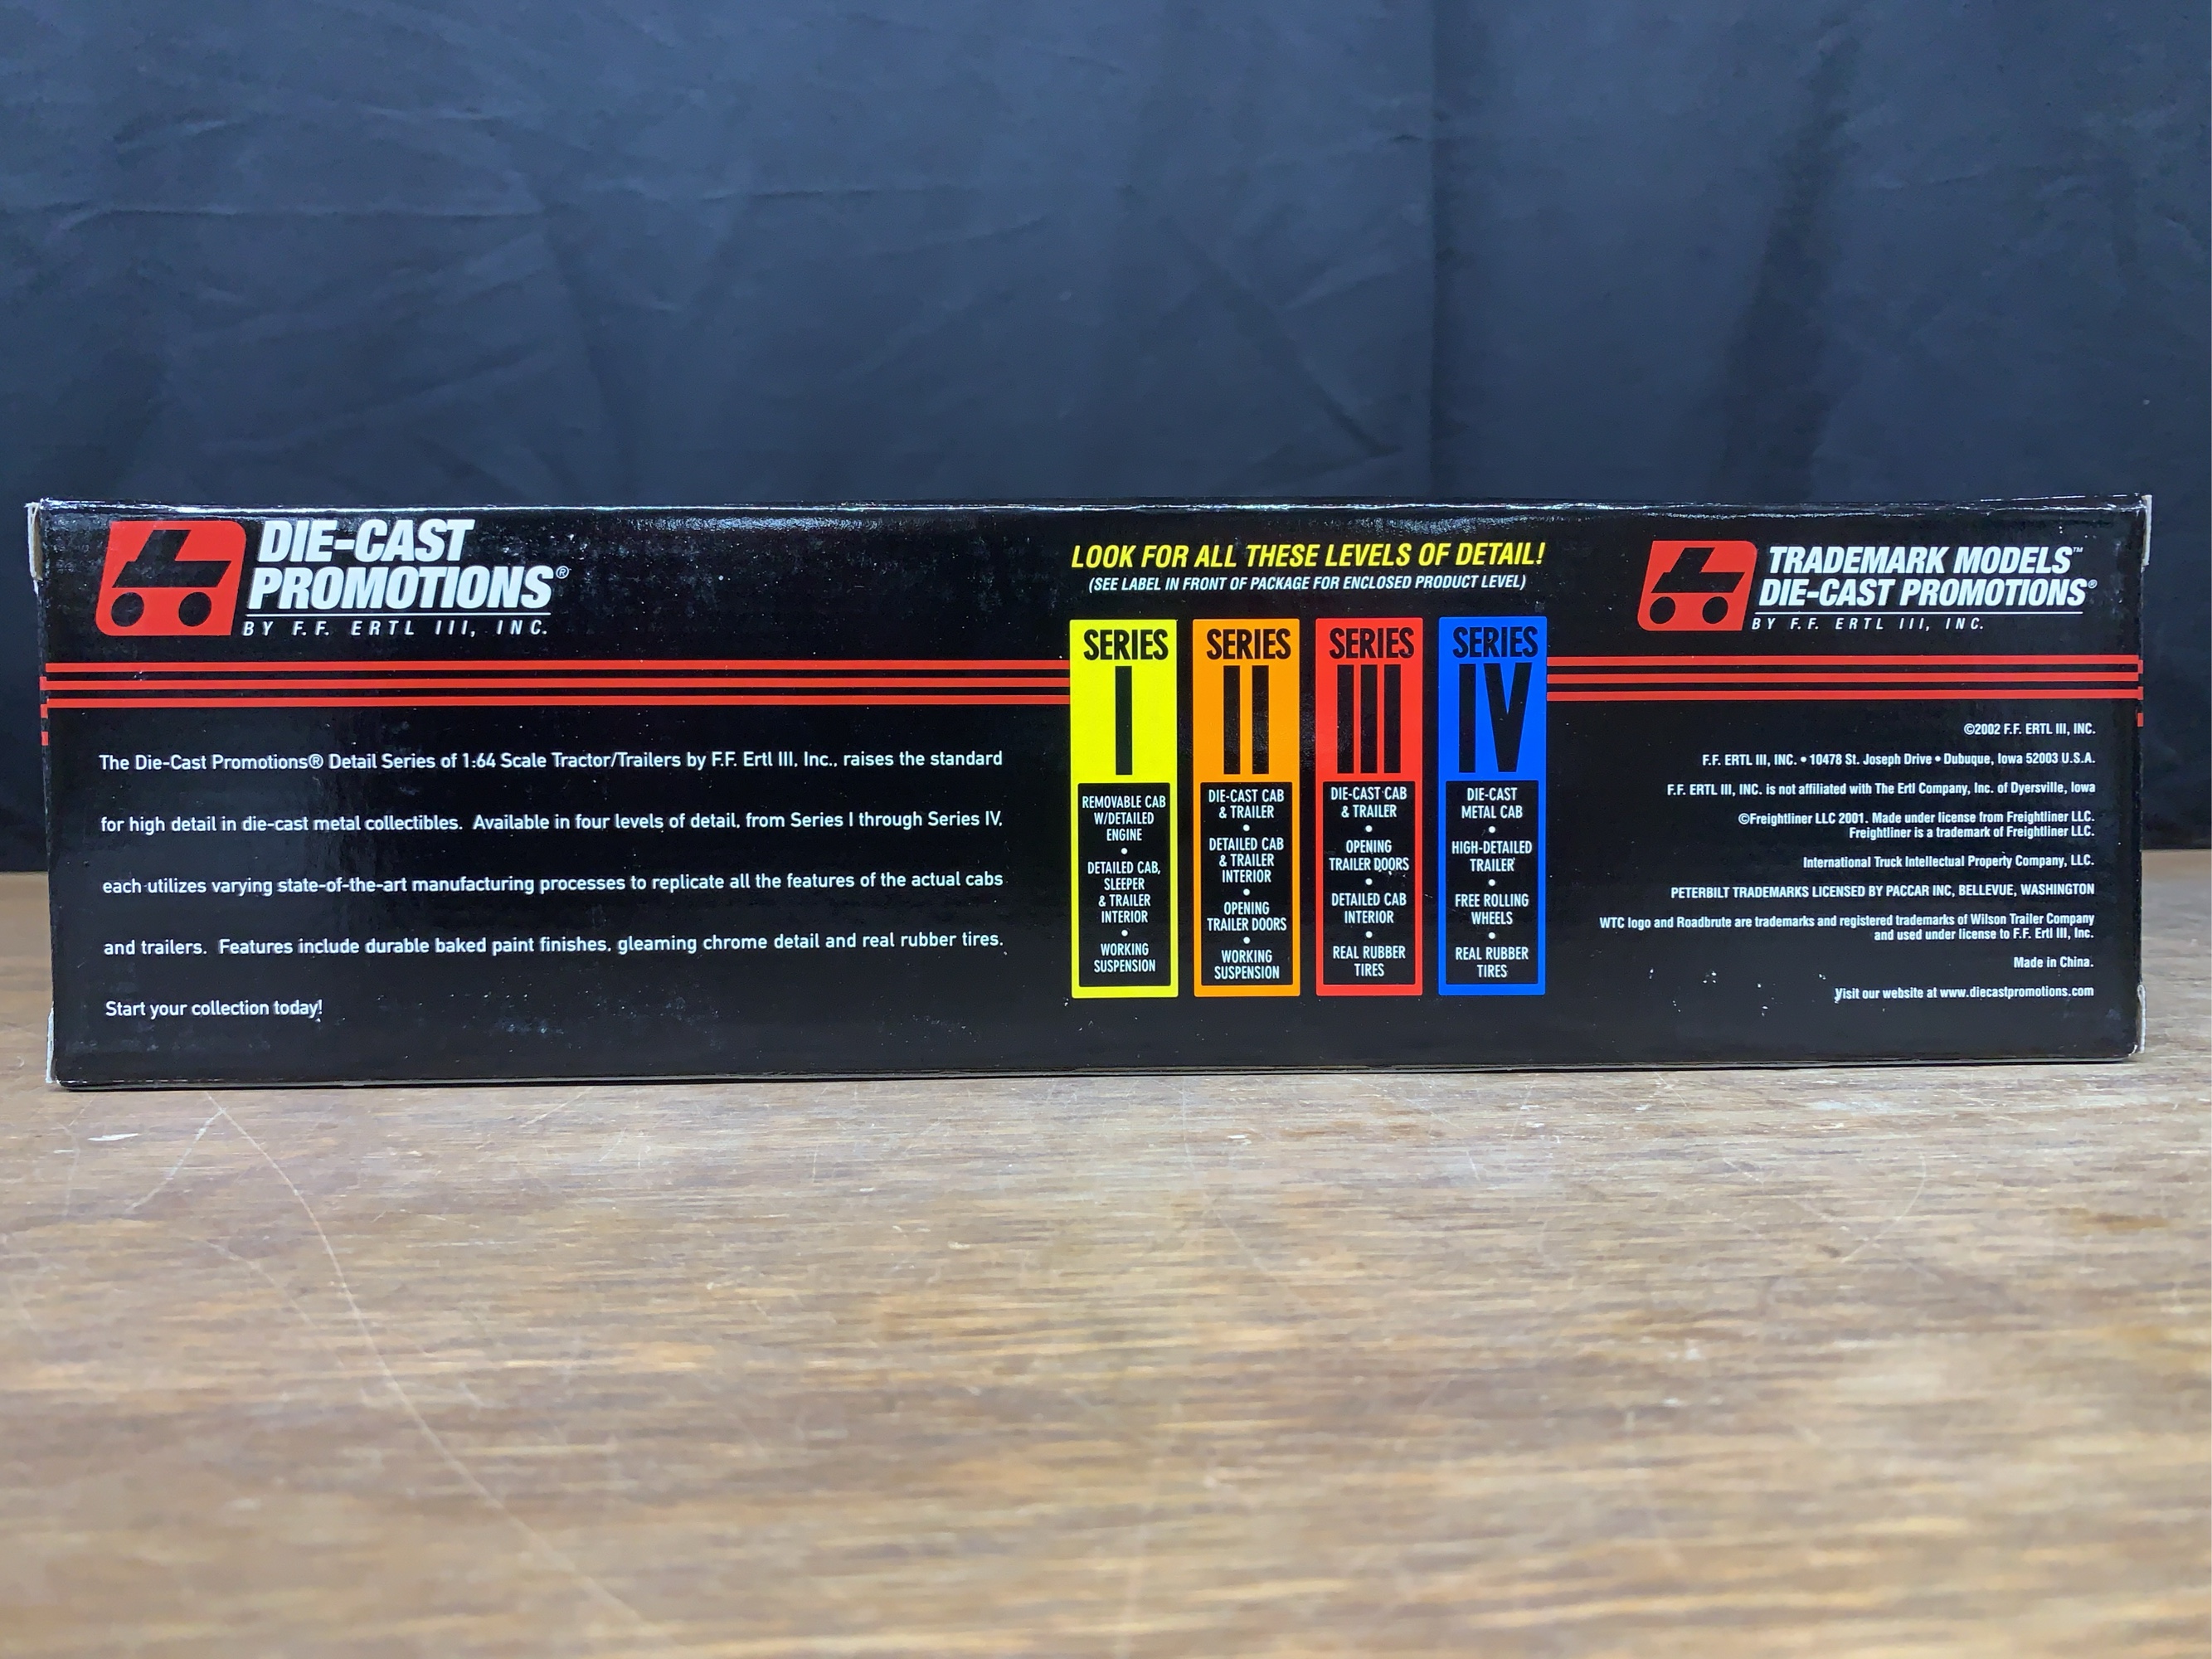 DIE-CAST
PROMOTIONS®
BY F.F. ERTL III, INC.
The Die-Cast Promotions® Detail Series of 1:64 Scale Tractor/Trailers by F.F. Ertl III, Inc., raises the standard
for high detail in die-cast metal collectibles. Available in four levels of detail, from Series I through Series IV,
each utilizes varying state-of-the-art manufacturing processes to replicate all the features of the actual cabs
and trailers. Features include durable baked paint finishes, gleaming chrome detail and real rubber tires.
Start your collection today!
LOOK FOR ALL THESE LEVELS OF DETAIL!
(SEE LABEL IN FRONT OF PACKAGE FOR ENCLOSED PRODUCT LEVEL)
SERIES
I
REMOVABLE CAB
W/DETAILED
ENGINE
•
DETAILED CAB,
SLEEPER
& TRAILER
INTERIOR
•
WORKING
SUSPENSION
SERIES
II
DIE-CAST CAB
& TRAILER
•
DETAILED CAB
& TRAILER
INTERIOR
•
OPENING
TRAILER DOORS
•
WORKING
SUSPENSION
SERIES
III
DIE-CAST CAB
& TRAILER
•
OPENING
TRAILER DOORS
•
DETAILED CAB
INTERIOR
•
REAL RUBBER
TIRES
SERIES
IV
DIE-CAST
METAL CAB
•
HIGH-DETAILED
TRAILER
•
FREE ROLLING
WHEELS
•
REAL RUBBER
TIRES
TRADEMARK MODELS™
DIE-CAST PROMOTIONS®
BY F.F. ERTL III, INC.
©2002 F.F. ERTL III, INC.
F.F. ERTL III, INC. • 10478 St. Joseph Drive • Dubuque, Iowa 52003 U.S.A.
F.F. ERTL III, INC. is not affiliated with The Ertl Company, Inc. of Dyersville, Iowa
©Freightliner LLC 2001. Made under license from Freightliner LLC.
Freightliner is a trademark of Freightliner LLC.
International Truck Intellectual Property Company, LLC.
PETERBILT TRADEMARKS LICENSED BY PACCAR INC, BELLEVUE, WASHINGTON
WTC logo and Roadbrute are trademarks and registered trademarks of Wilson Trailer Company
and used under license to F.F. Ertl III, Inc.
Made in China.
Visit our website at www.diecastpromotions.com